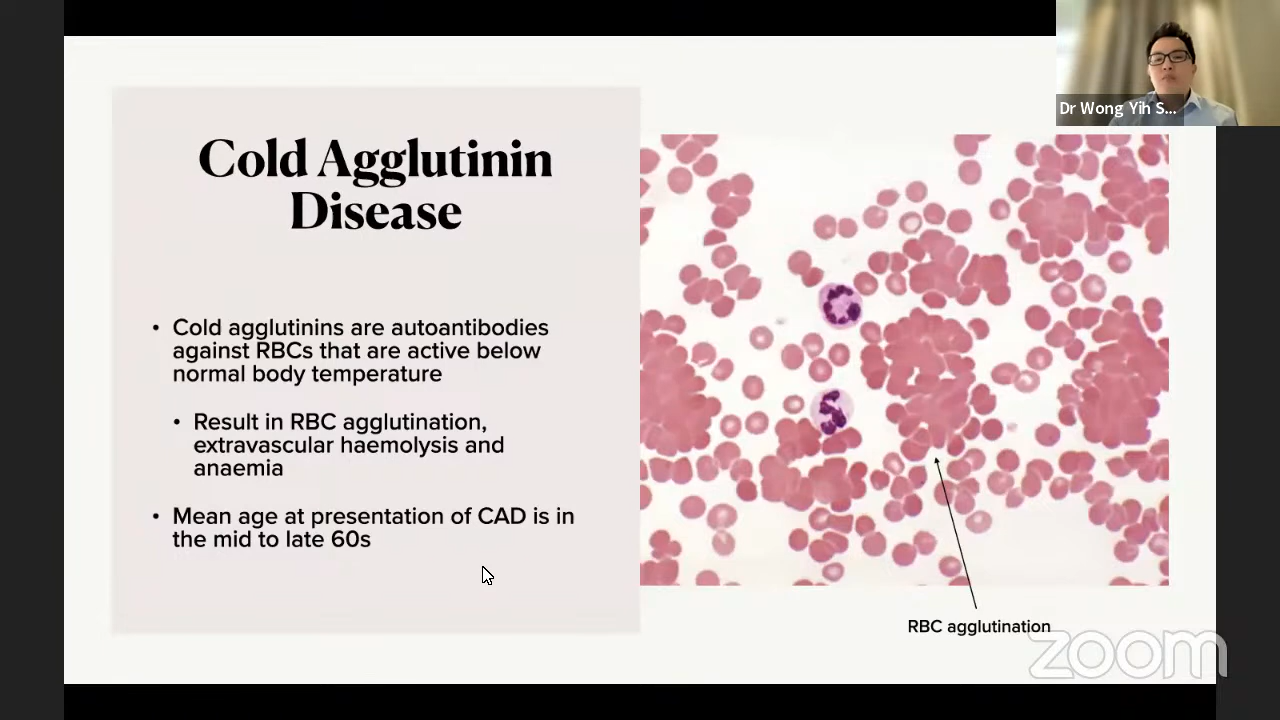 Dr Wong Yih S...
Cold Agglutinin
Disease
• Cold agglutinins are autoantibodies
against RBCs that are active below
normal body temperature
• Result in RBC agglutination,
extravascular haemolysis and
anaemia
• Mean age at presentation of CAD is in
the mid to late 60s
RBC agglutination
zoom